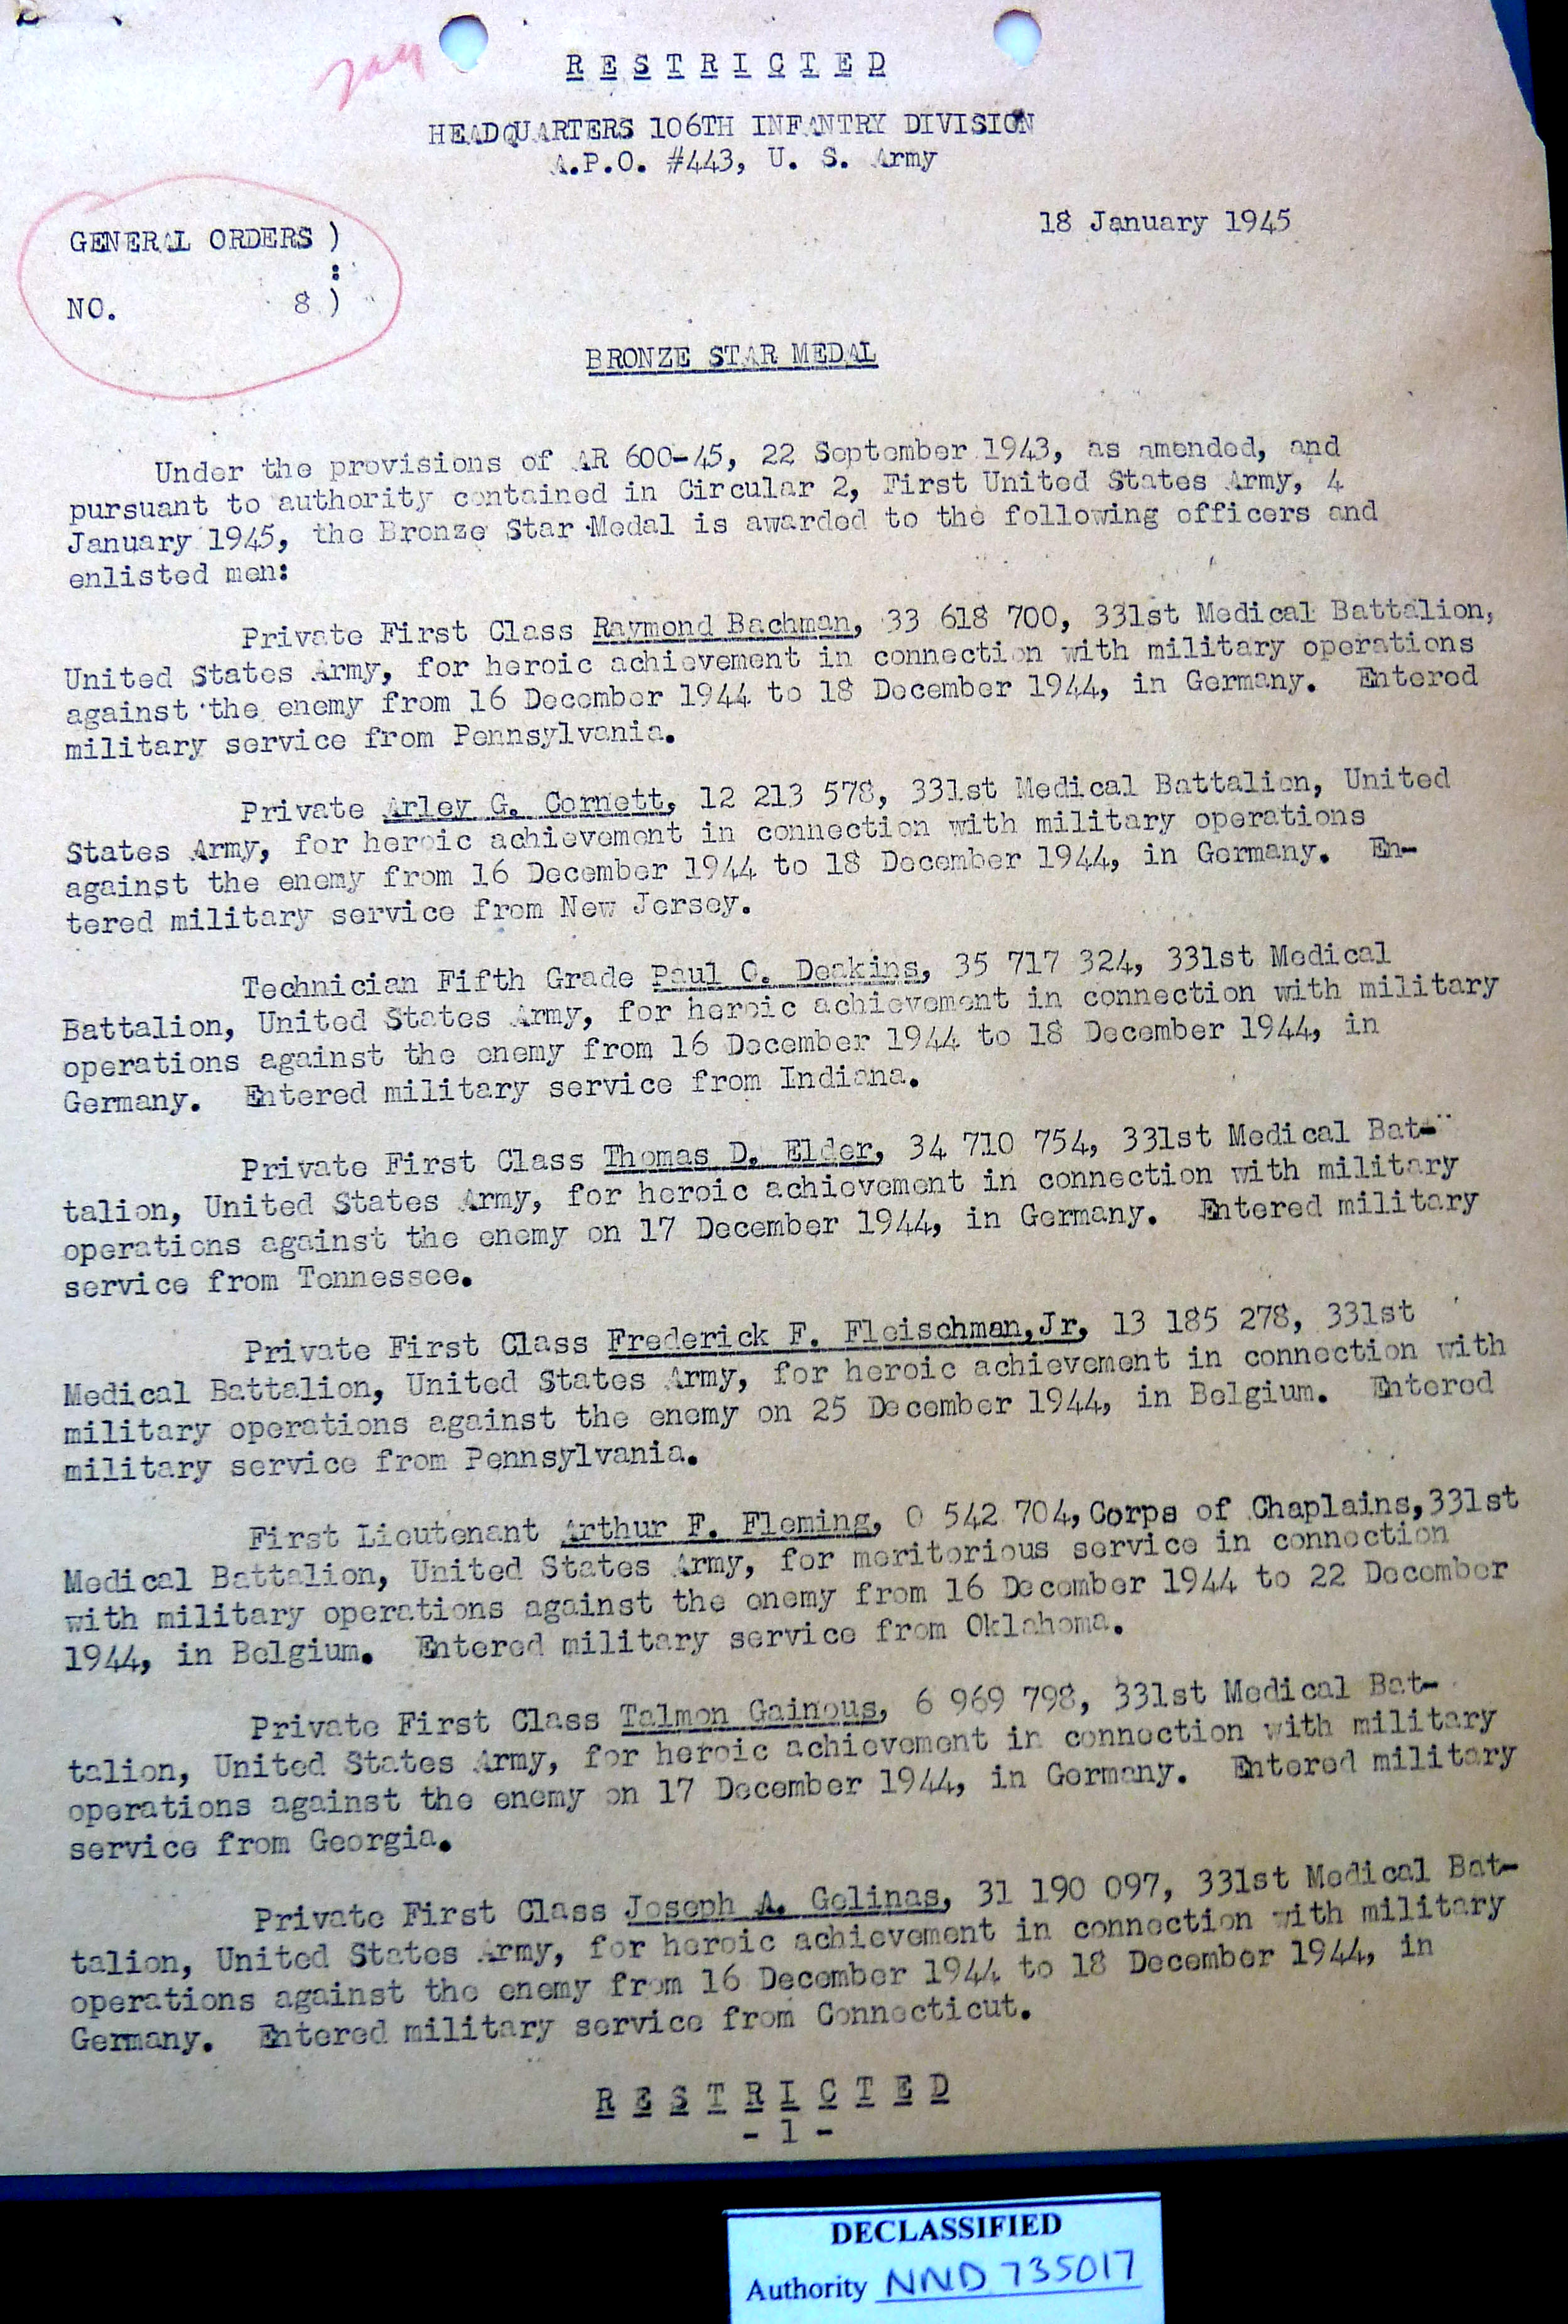 R E S T R I C T E D
HEADQUARTERS 106TH INFANTRY DIVISION
A.P.O. #443, U. S. Army
18 January 1945
GENERAL ORDERS )
:
NO. 8 )
BRONZE STAR MEDAL
Under the provisions of AR 600-45, 22 September 1943, as amended, and
pursuant to authority contained in Circular 2, First United States Army, 4
January 1945, the Bronze Star Medal is awarded to the following officers and
enlisted men:
Private First Class Raymond Bachman, 33 618 700, 331st Medical Battalion,
United States Army, for heroic achievement in connection with military operations
against the enemy from 16 December 1944 to 18 December 1944, in Germany. Entered
military service from Pennsylvania.
Private Arley G. Cornett, 12 213 578, 331st Medical Battalion, United
States Army, for heroic achievement in connection with military operations
against the enemy from 16 December 1944 to 18 December 1944, in Germany. En-
tered military service from New Jersey.
Technician Fifth Grade Paul C. Deakins, 35 717 324, 331st Medical
Battalion, United States Army, for heroic achievement in connection with military
operations against the enemy from 16 December 1944 to 18 December 1944, in
Germany. Entered military service from Indiana.
Private First Class Thomas D. Elder, 34 710 754, 331st Medical Bat-
talion, United States Army, for heroic achievement in connection with military
operations against the enemy on 17 December 1944, in Germany. Entered military
service from Tennessee.
Private First Class Frederick F. Fleischman,Jr, 13 185 278, 331st
Medical Battalion, United States Army, for heroic achievement in connection with
military operations against the enemy on 25 December 1944, in Belgium. Entered
military service from Pennsylvania.
First Lieutenant Arthur F. Fleming, O 542 704, Corps of Chaplains, 331st
Medical Battalion, United States Army, for meritorious service in connection
with military operations against the enemy from 16 December 1944 to 22 December
1944, in Belgium. Entered military service from Oklahoma.
Private First Class Talmon Gainous, 6 969 798, 331st Medical Bat-
talion, United States Army, for heroic achievement in connection with military
operations against the enemy on 17 December 1944, in Germany. Entered military
service from Georgia.
Private First Class Joseph A. Gelinas, 31 190 097, 331st Medical Bat-
talion, United States Army, for heroic achievement in connection with military
operations against the enemy from 16 December 1944 to 18 December 1944, in
Germany. Entered military service from Connecticut.
R E S T R I C T E D
- 1 -
DECLASSIFIED
Authority NND 735017